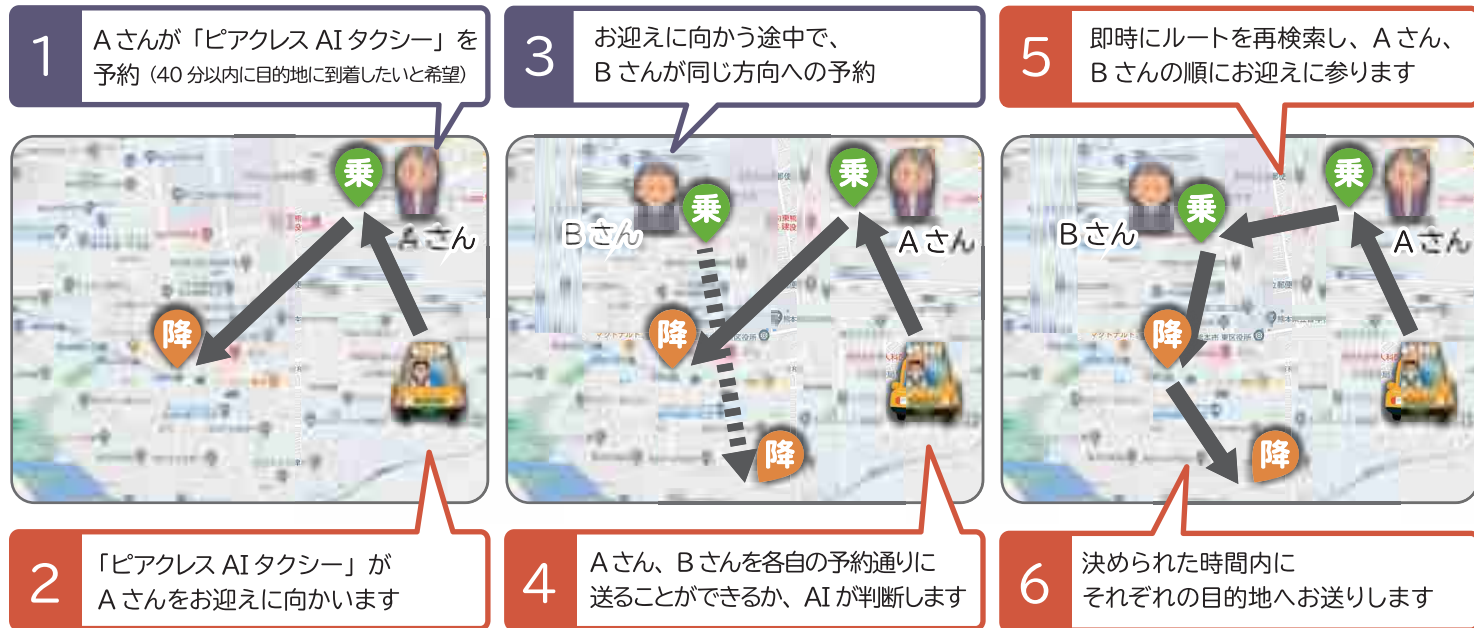 1
Aさんが「ピアクレス AI タクシー」を
予約（40 分以内に目的地に到着したいと希望）
3
お迎えに向かう途中で、
Bさんが同じ方向への予約
5
即時にルートを再検索し、Aさん、
Bさんの順にお迎えに参ります
乗
Aさん
降
乗
Bさん
乗
Aさん
降
東区役所
降
乗
Bさん
乗
Aさん
降
東区役所
降
2
「ピアクレス AI タクシー」が
Aさんをお迎えに向かいます
4
Aさん、Bさんを各自の予約通りに
送ることができるか、AI が判断します
6
決められた時間内に
それぞれの目的地へお送りします